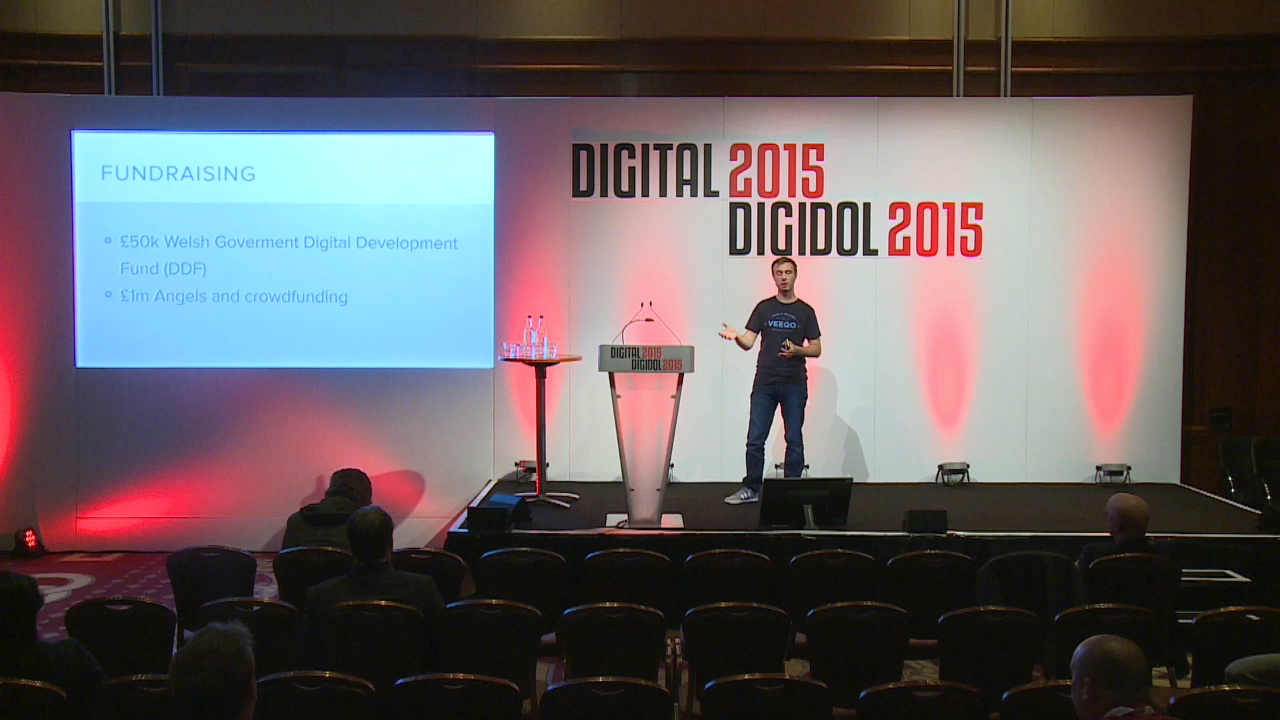 FUNDRAISING
£50k Welsh Goverment Digital Development
Fund (DDF)
£1m Angels and crowdfunding
DIGITAL 2015
DIGIDOL 2015
VEEQO
DIGITAL 2015
DIGIDOL 2015